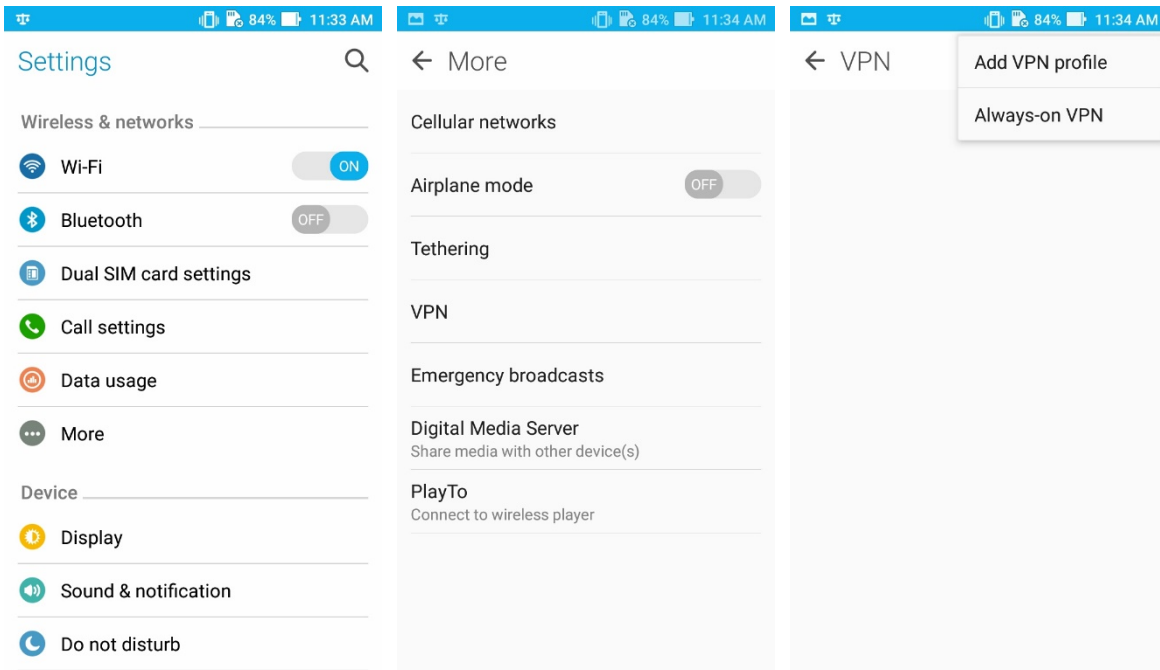 84% 11:33 AM
Settings
Wireless & networks
Wi-Fi ON
Bluetooth OFF
Dual SIM card settings
Call settings
Data usage
More
Device
Display
Sound & notification
Do not disturb
84% 11:34 AM
More
Cellular networks
Airplane mode OFF
Tethering
VPN
Emergency broadcasts
Digital Media Server
Share media with other device(s)
PlayTo
Connect to wireless player
84% 11:34 AM
VPN
Add VPN profile
Always-on VPN